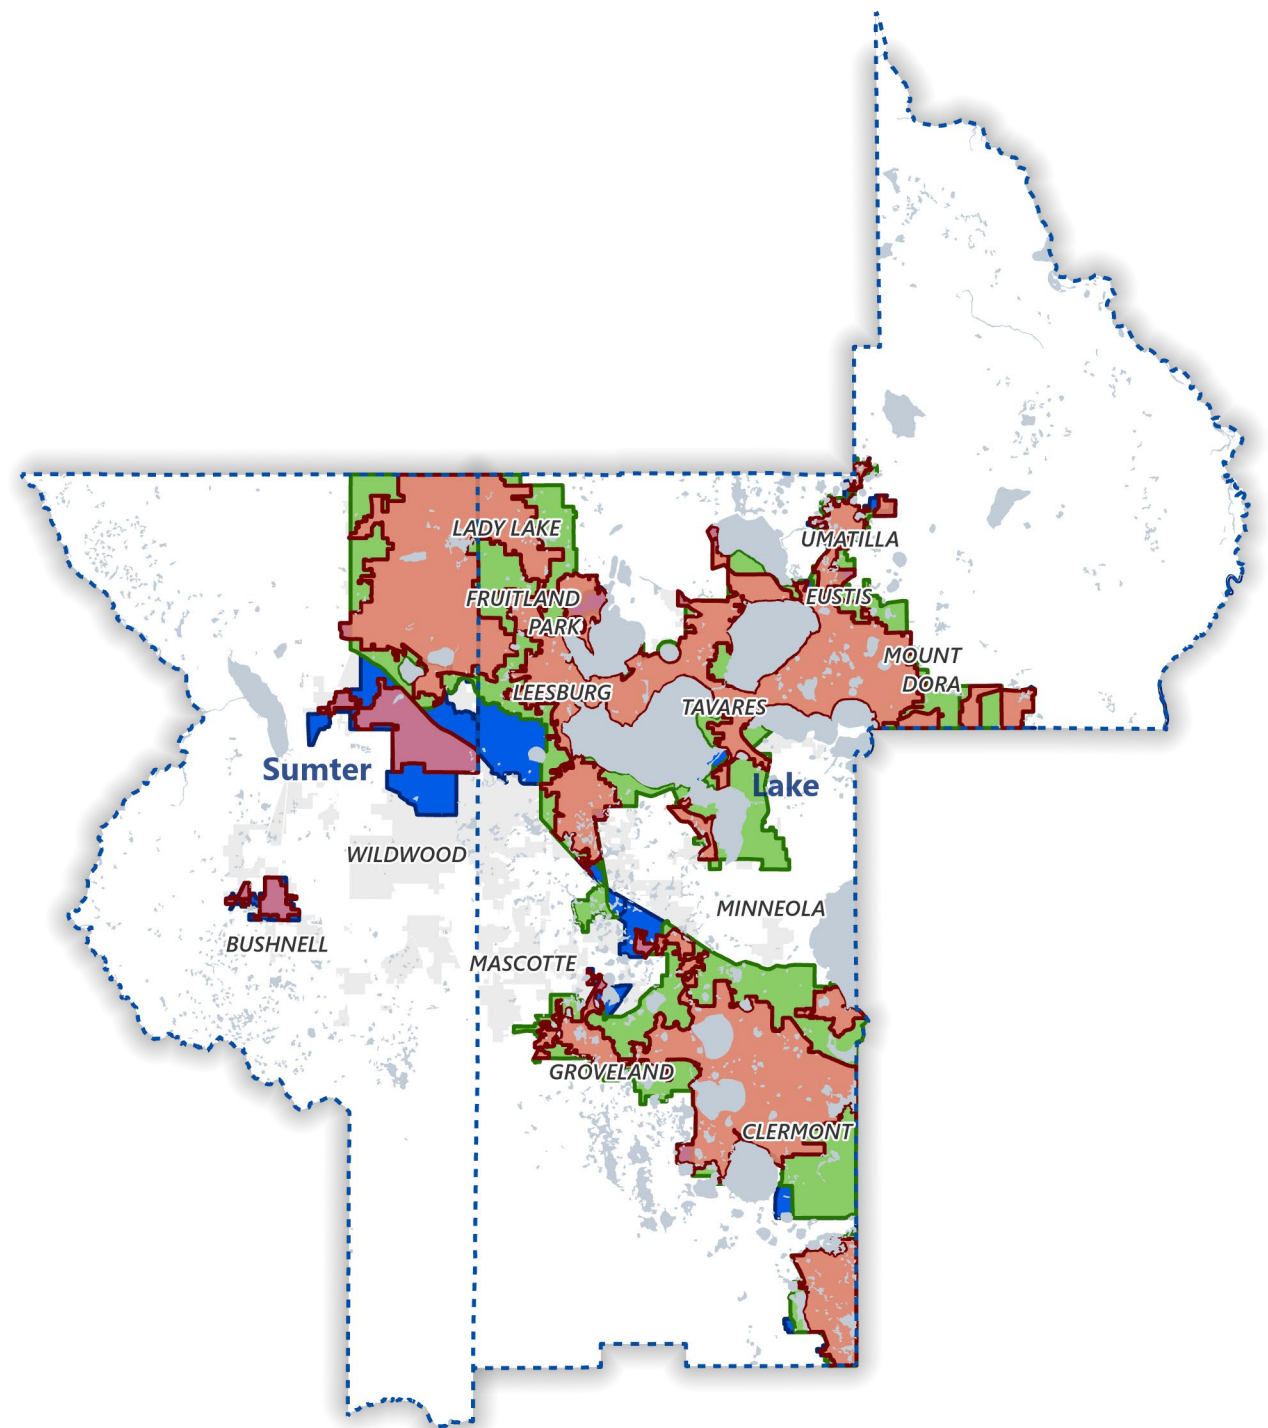 LADY LAKE
UMATILLA
FRUITLAND
PARK
EUSTIS
MOUNT
DORA
LEESBURG
TAVARES
Sumter
Lake
WILDWOOD
MINNEOLA
BUSHNELL
MASCOTTE
GROVELAND
CLERMONT